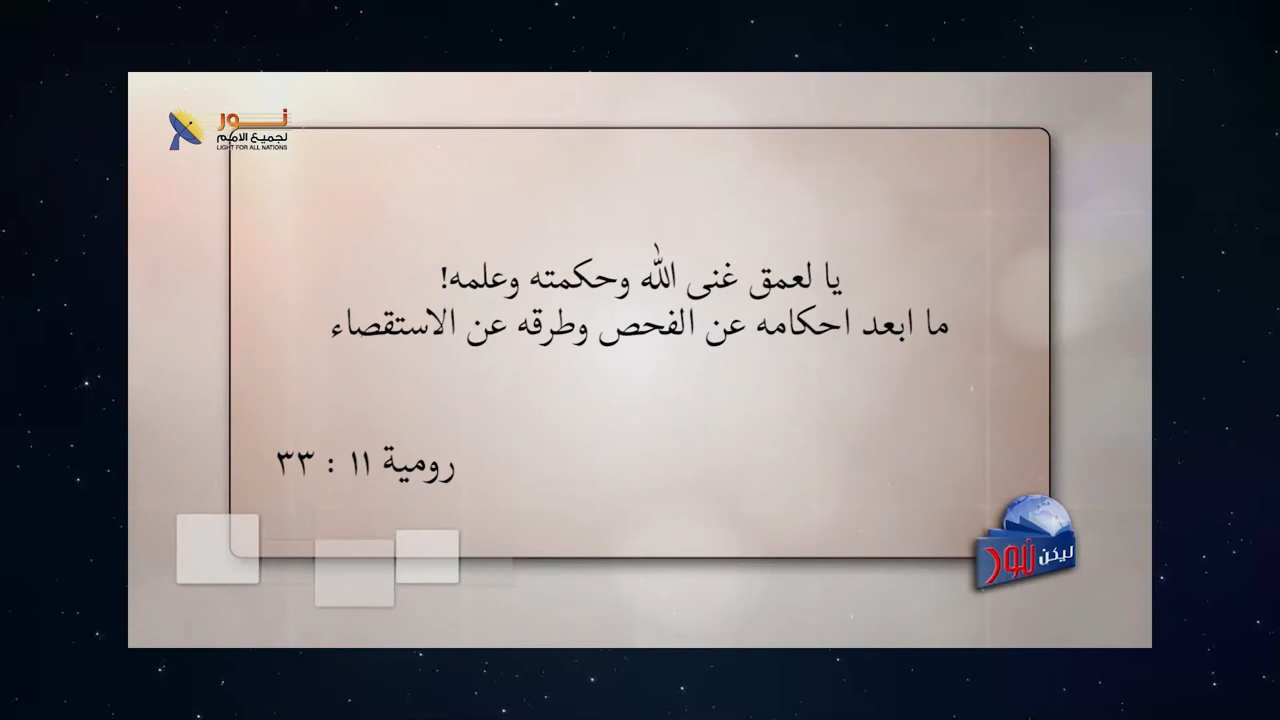 نور
لجميع الامم
LIGHT FOR ALL NATIONS
يا لعمق غنى الله وحكمته وعلمه!
ما ابعد احكامه عن الفحص وطرقه عن الاستقصاء
رومية ١١ : ٣٣
ليكن نور